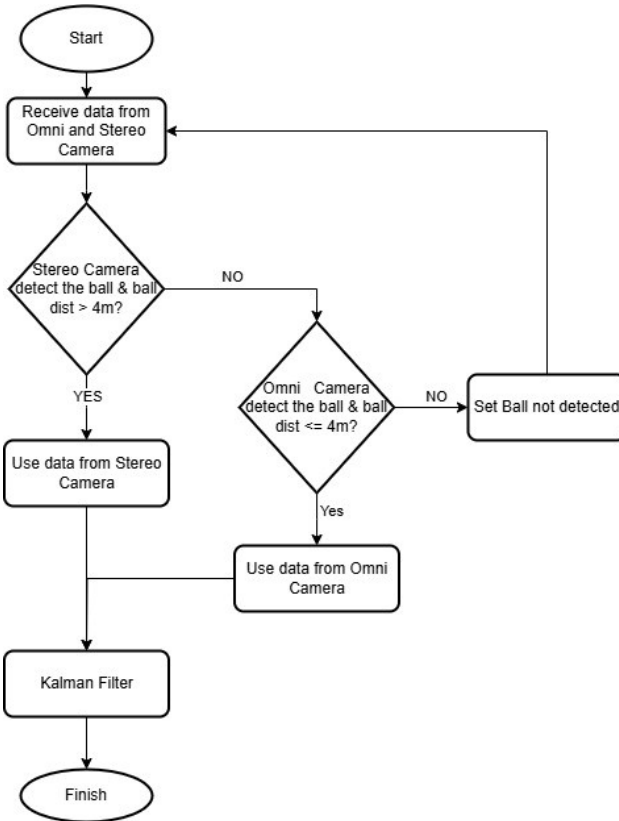 Start
Receive data from
Omni and Stereo
Camera
Stereo Camera
detect the ball & ball
dist > 4m?
NO
YES
Omni Camera
detect the ball & ball
dist <= 4m?
NO
Set Ball not detected
Yes
Use data from Stereo
Camera
Use data from Omni
Camera
Kalman Filter
Finish